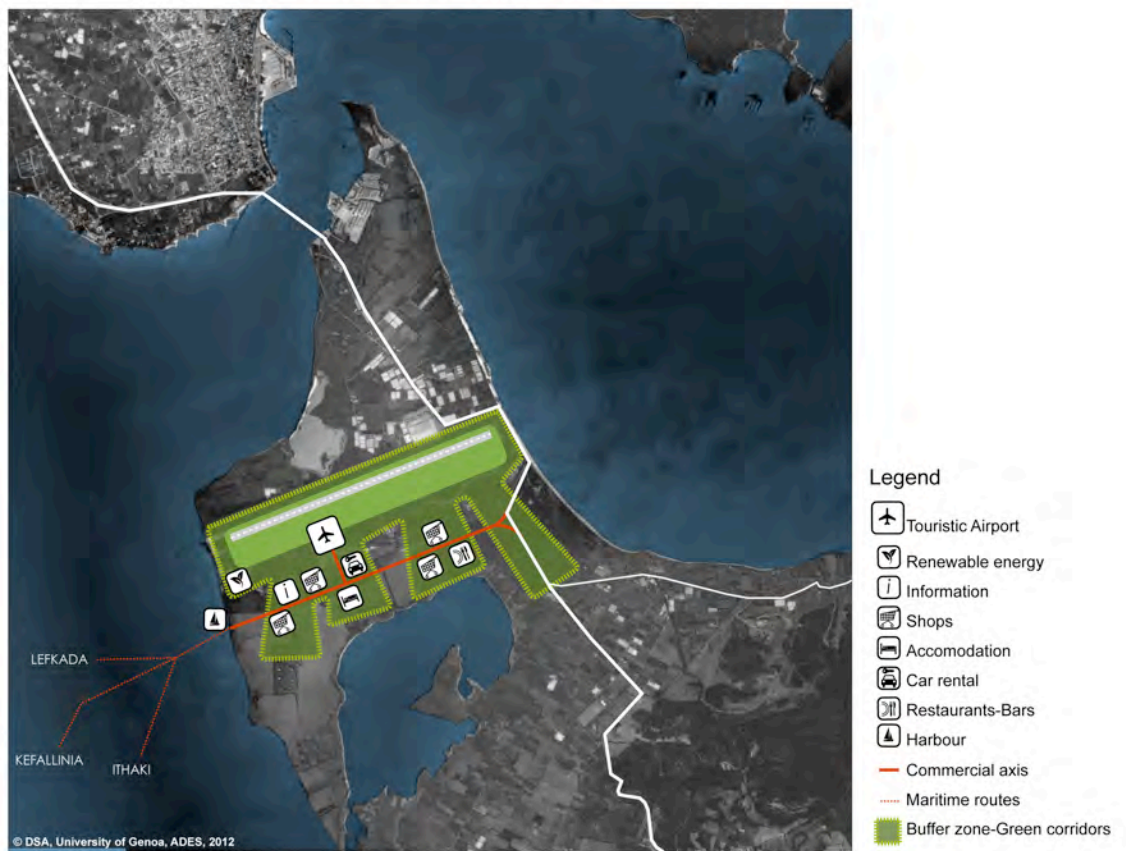 LEFKADA
KEFALLINIA
ITHAKI
© DSA, University of Genoa, ADES, 2012
Legend
Touristic Airport
Renewable energy
i Information
Shops
Accomodation
Car rental
Restaurants-Bars
Harbour
Commercial axis
Maritime routes
Buffer zone-Green corridors